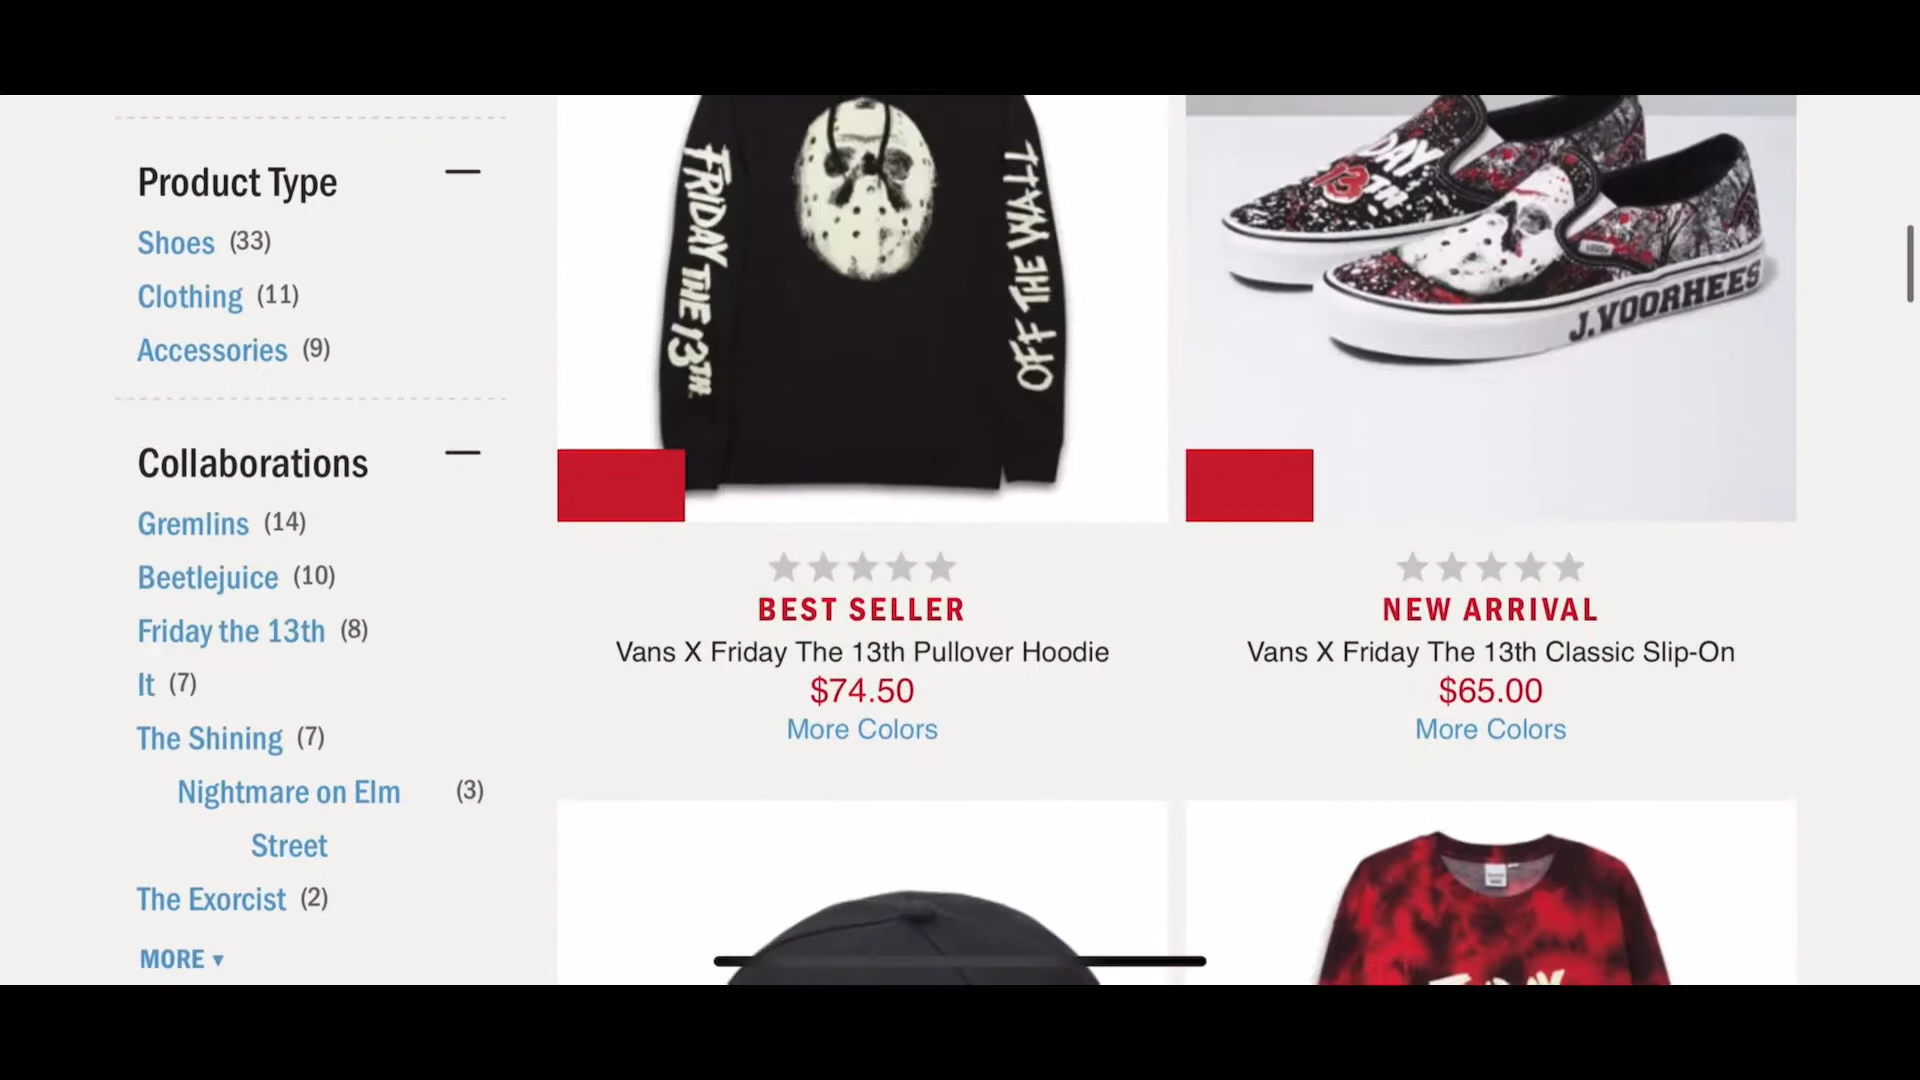 Product Type
Shoes (33)
Clothing (11)
Accessories (9)
Collaborations
Gremlins (14)
Beetlejuice (10)
Friday the 13th (8)
It (7)
The Shining (7)
Nightmare on Elm (3)
Street
The Exorcist (2)
MORE ▼
FRIDAY THE 13TH
OFF THE WALL
BEST SELLER
Vans X Friday The 13th Pullover Hoodie
$74.50
More Colors
DAY
13TH
J.VOORHEES
NEW ARRIVAL
Vans X Friday The 13th Classic Slip-On
$65.00
More Colors